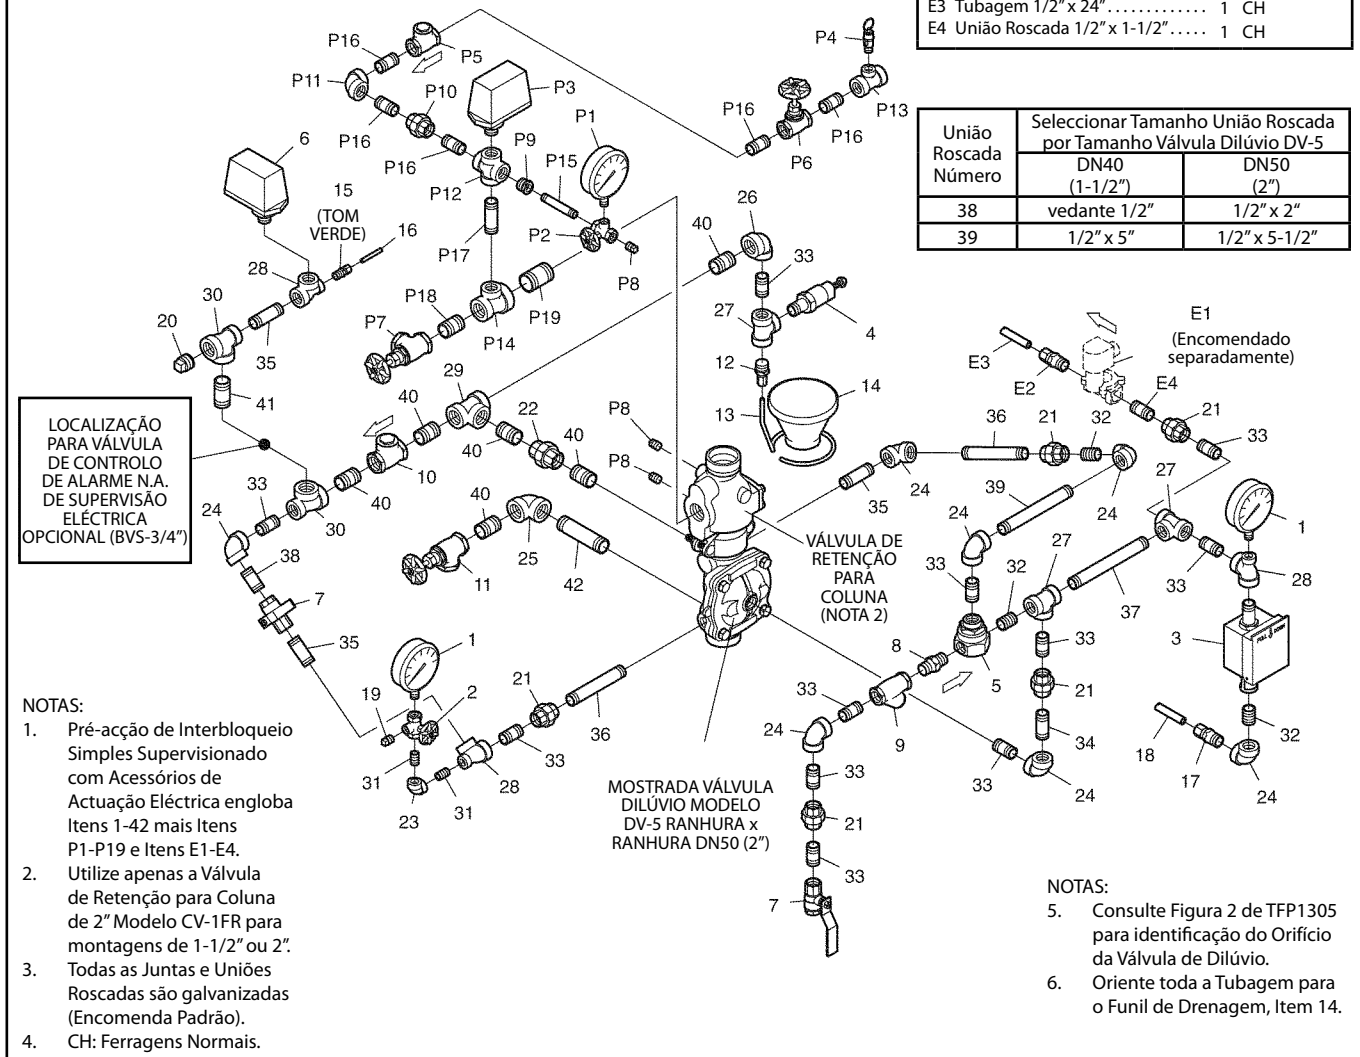 E3 Tubagem 1/2” x 24” . . . . . . . . . . . . . 1 CH
E4 União Roscada 1/2” x 1-1/2” . . . . . 1 CH
União Roscada Número
Seleccionar Tamanho União Roscada
por Tamanho Válvula Dilúvio DV-5
DN40
(1-1/2”)
DN50
(2”)
38 vedante 1/2” 1/2” x 2“
39 1/2” x 5” 1/2” x 5-1/2”
P16
P5
P11
P16
P10
P16
P3
P12
P9
P15
P1
P2
P8
P17
P18
P19
P14
P7
P4
P13
P16
P16
P6
6
15
(TOM
VERDE)
16
28
30
20
35
41
26
40
33
27
4
12
13
14
29
40
22
40
40
10
40
30
33
24
38
7
35
P8
P8
40
25
11
42
E1
(Encomendado
separadamente)
E3
E2
E4
21
33
36
21
32
24
35
24
39
24
27
1
33
28
3
32
24
18
17
33
32
27
37
33
21
34
24
33
8
5
9
33
24
33
21
33
7
1
19
2
31
23
31
28
33
21
36
LOCALIZAÇÃO
PARA VÁLVULA
DE CONTROLO
DE ALARME N.A.
DE SUPERVISÃO
ELÉCTRICA
OPCIONAL (BVS-3/4”)
VÁLVULA DE
RETENÇÃO
PARA
COLUNA
(NOTA 2)
MOSTRADA VÁLVULA
DILÚVIO MODELO
DV-5 RANHURA x
RANHURA DN50 (2”)
NOTAS:
1. Pré-acção de Interbloqueio
Simples Supervisionado
com Acessórios de
Actuação Eléctrica engloba
Itens 1-42 mais Itens
P1-P19 e Itens E1-E4.
2. Utilize apenas a Válvula
de Retenção para Coluna
de 2” Modelo CV-1FR para
montagens de 1-1/2” ou 2”.
3. Todas as Juntas e Uniões
Roscadas são galvanizadas
(Encomenda Padrão).
4. CH: Ferragens Normais.
NOTAS:
5. Consulte Figura 2 de TFP1305
para identificação do Orifício
da Válvula de Dilúvio.
6. Oriente toda a Tubagem para
o Funil de Drenagem, Item 14.